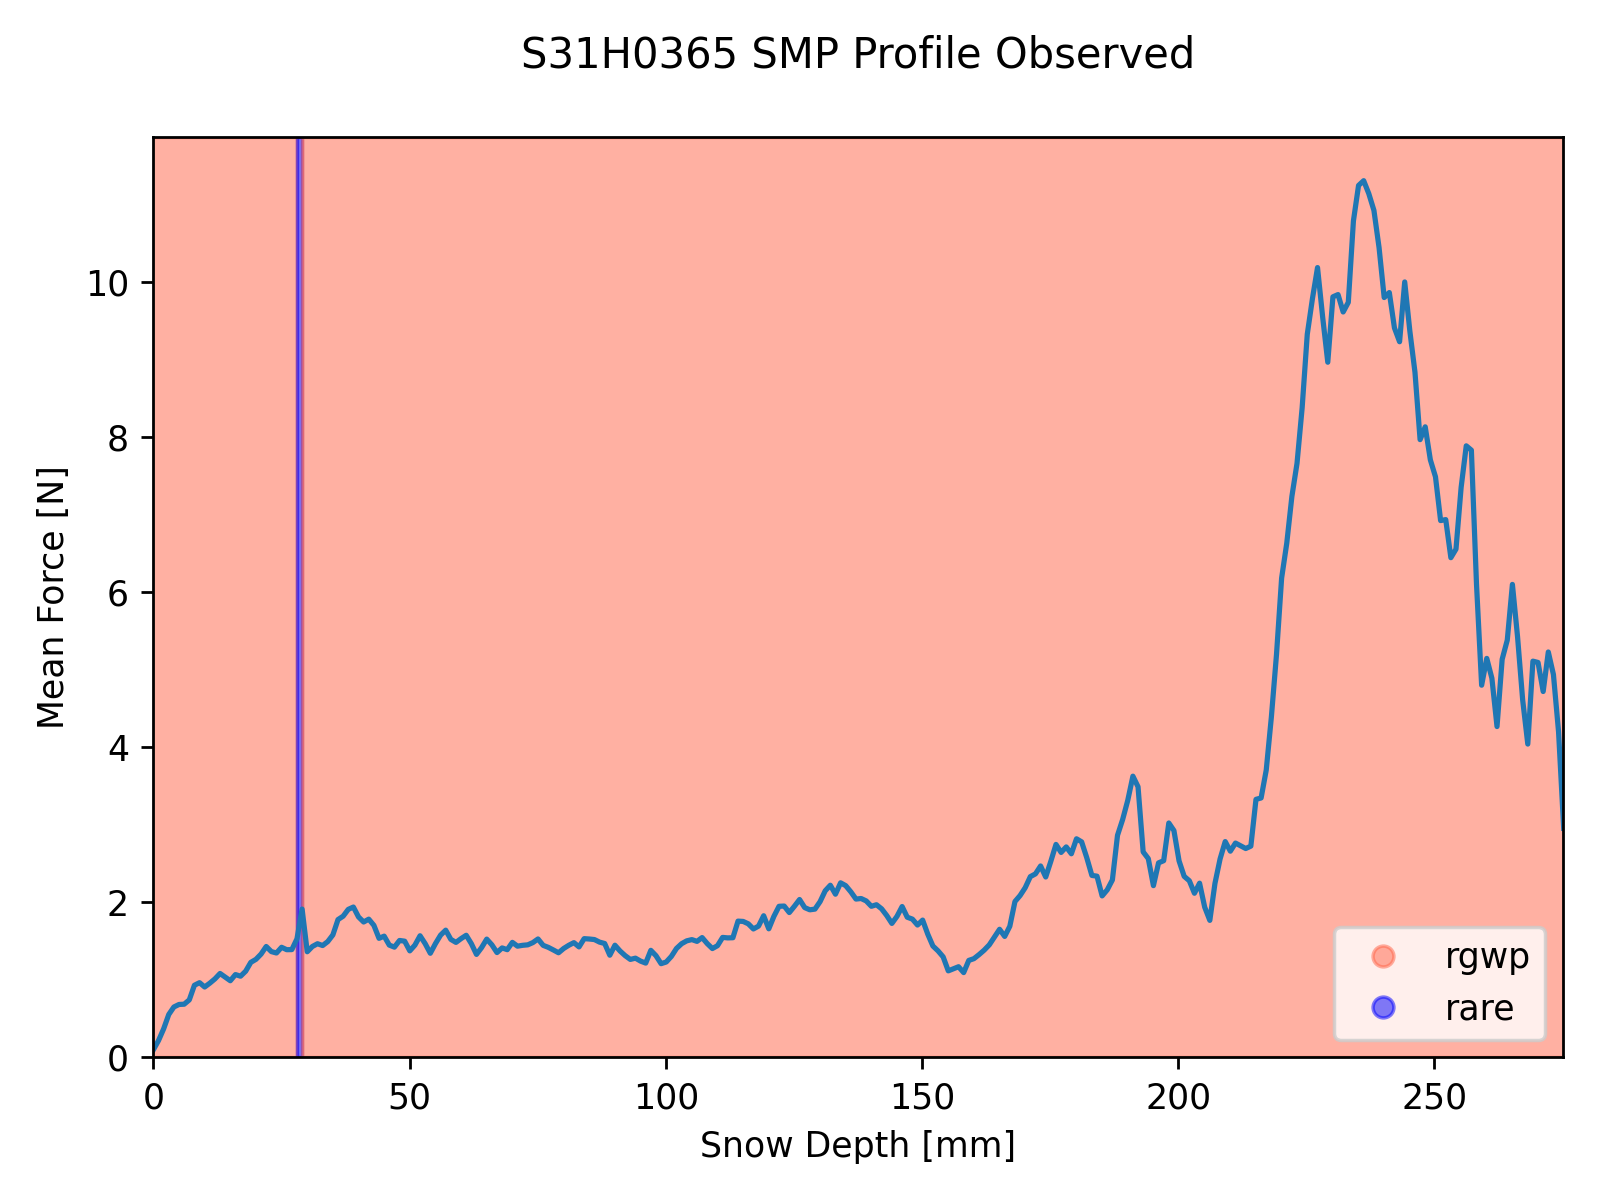 S31H0365 SMP Profile Observed
10
8
6
4
2
0
Mean Force [N]
0 50 100 150 200 250
Snow Depth [mm]
rgwp
rare